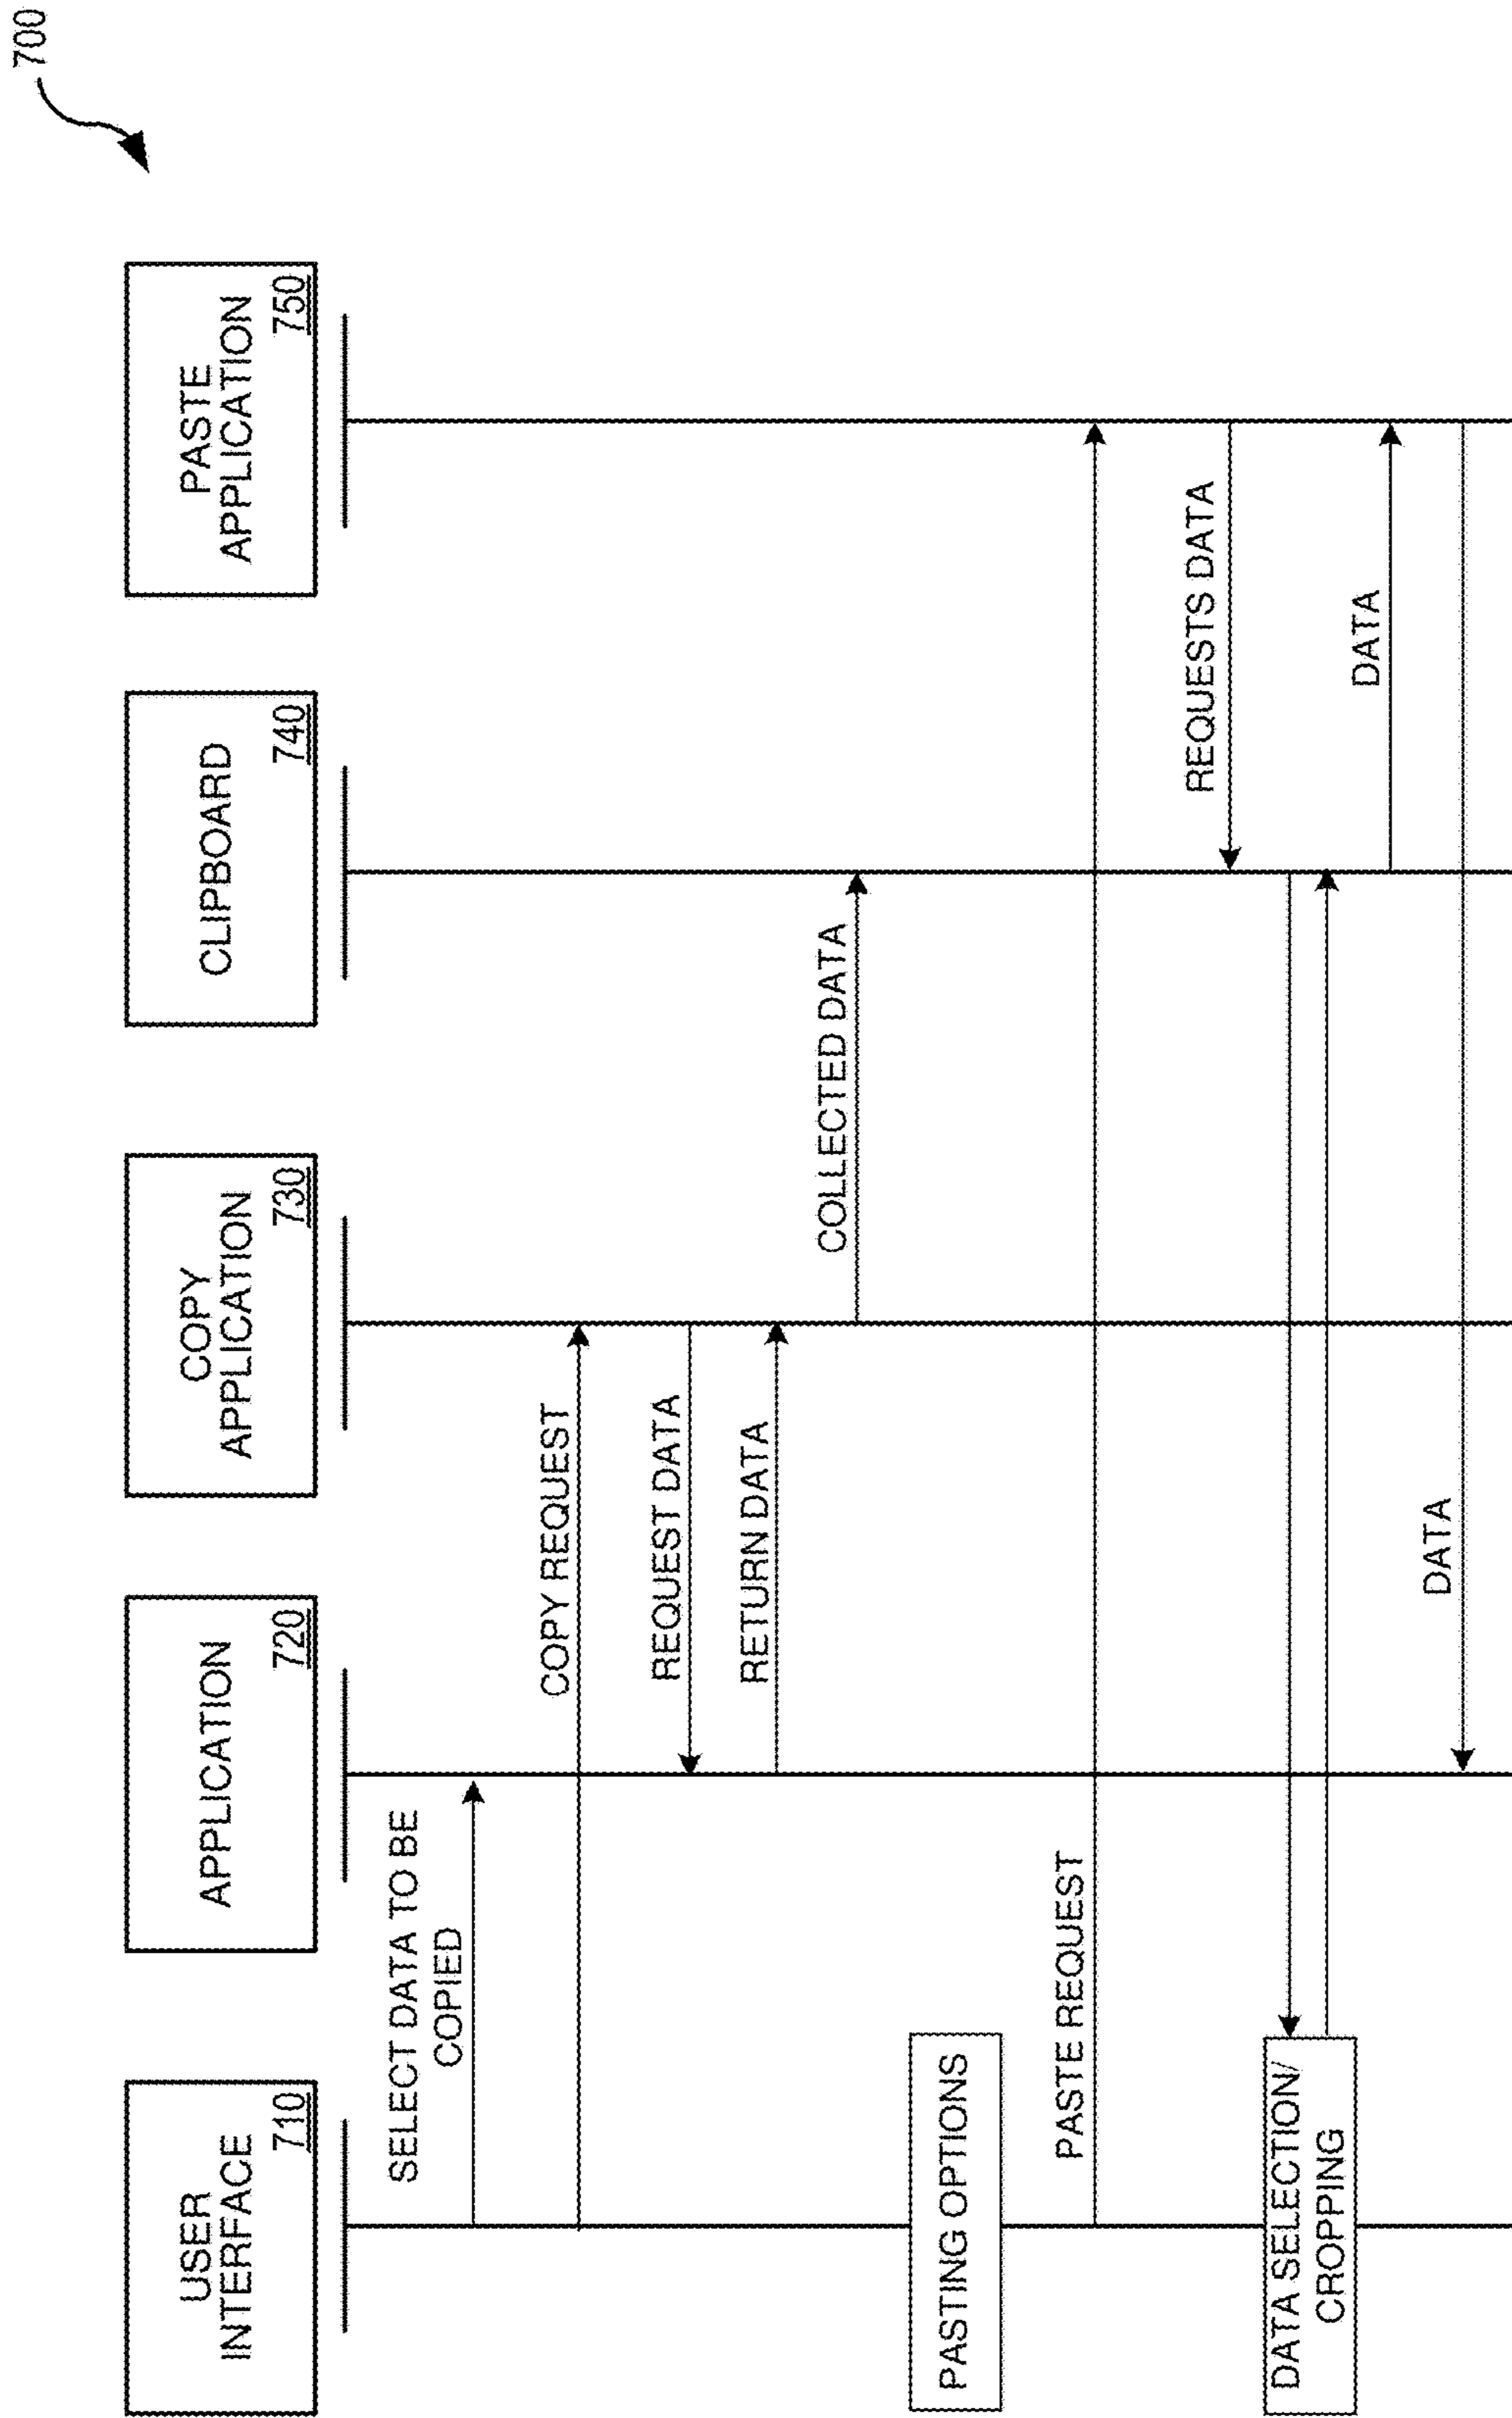 700
USER
INTERFACE
710
APPLICATION
720
COPY
APPLICATION
730
CLIPBOARD
740
PASTE
APPLICATION
750
SELECT DATA TO BE
COPIED
COPY REQUEST
REQUEST DATA
RETURN DATA
COLLECTED DATA
PASTING OPTIONS
PASTE REQUEST
REQUESTS DATA
DATA SELECTION/
CROPPING
DATA
DATA